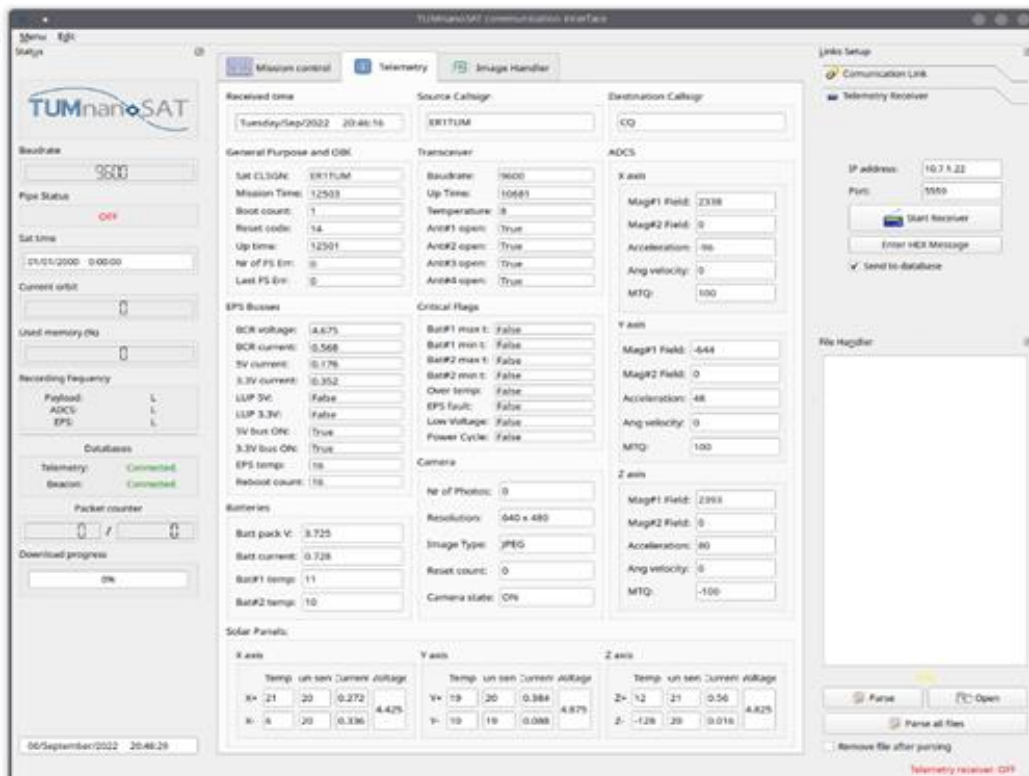 TUMnanoSAT communication interface
Menu Edit
Status
TUMnanoSAT
Baudrate
9600
Pipe Status
OFF
Sat time
01/01/2000 0:00:00
Current orbit
0
Used memory (%)
0
Recording fequency
Payload: L
ADCS: L
EPS: L
Databases
Telemetry: Connected
Beacon: Connected
Packet counter
0 / 0
Download progress
0%
06/September/2022 20:46:29
Mission control
Telemetry
Image Handler
Received time
Tuesday/Sep/2022 20:46:16
Source Callsign
ER1TUM
Destination Callsign
CQ
General Purpose and OBK
Sat CLSGN: ER1TUM
Mission Time: 12503
Boot count: 1
Reset code: 14
Up time: 12501
Nr of FS Err: 0
Last FS Err: 0
Transceiver
Baudrate: 9600
Up Time: 10681
Temperature: 8
Ant#1 open: True
Ant#2 open: True
Ant#3 open: True
Ant#4 open: True
EPS Busses
BCR voltage: 4.675
BCR current: 0.568
5V current: 0.176
3.3V current: 0.352
LUP 5V: False
LUP 3.3V: False
5V bus ON: True
3.3V bus ON: True
EPS temp: 16
Reboot count: 16
Critical Flags
Bat#1 max t: False
Bat#1 min t: False
Bat#2 max t: False
Bat#2 min t: False
Over temp: False
EPS fault: False
Low Voltage: False
Power Cycle: False
Batteries
Batt pack V: 3.725
Batt current: 0.728
Bat#1 temp: 11
Bat#2 temp: 10
Camera
Nr of Photos: 0
Resolution: 640 x 480
Image Type: JPEG
Reset count: 0
Camera state: ON
ADCS
X axis
Mag#1 Field: 2338
Mag#2 Field: 0
Acceleration: -96
Ang velocity: 0
MTQ: 100
Y axis
Mag#1 Field: -644
Mag#2 Field: 0
Acceleration: 48
Ang velocity: 0
MTQ: 100
Z axis
Mag#1 Field: 2393
Mag#2 Field: 0
Acceleration: 80
Ang velocity: 0
MTQ: -100
Solar Panels:
X axis
Temp un sen Current Voltage
X+ 21 20 0.272
4.425
X- 6 20 0.336
Y axis
Temp un sen Current Voltage
Y+ 19 20 0.384
4.875
Y- 10 19 0.088
Z axis
Temp un sen Current Voltage
Z+ 12 21 0.56
4.825
Z- -128 20 0.016
Links Setup
Comunication Link
Telemetry Receiver
IP address: 10.7.1.22
Port: 5559
Start Receiver
Enter HEX Message
Send to database
File Handler
Parse
Open
Parse all files
Remove file after parsing
Telemetry receiver: OFF